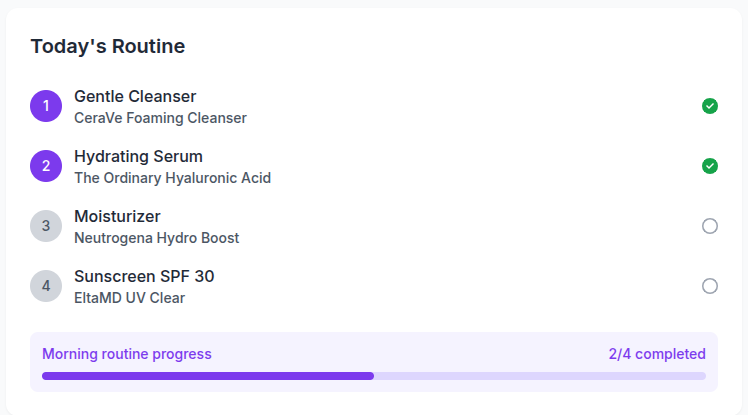 Today's Routine
1
Gentle Cleanser
CeraVe Foaming Cleanser
2
Hydrating Serum
The Ordinary Hyaluronic Acid
3
Moisturizer
Neutrogena Hydro Boost
4
Sunscreen SPF 30
EltaMD UV Clear
Morning routine progress
2/4 completed